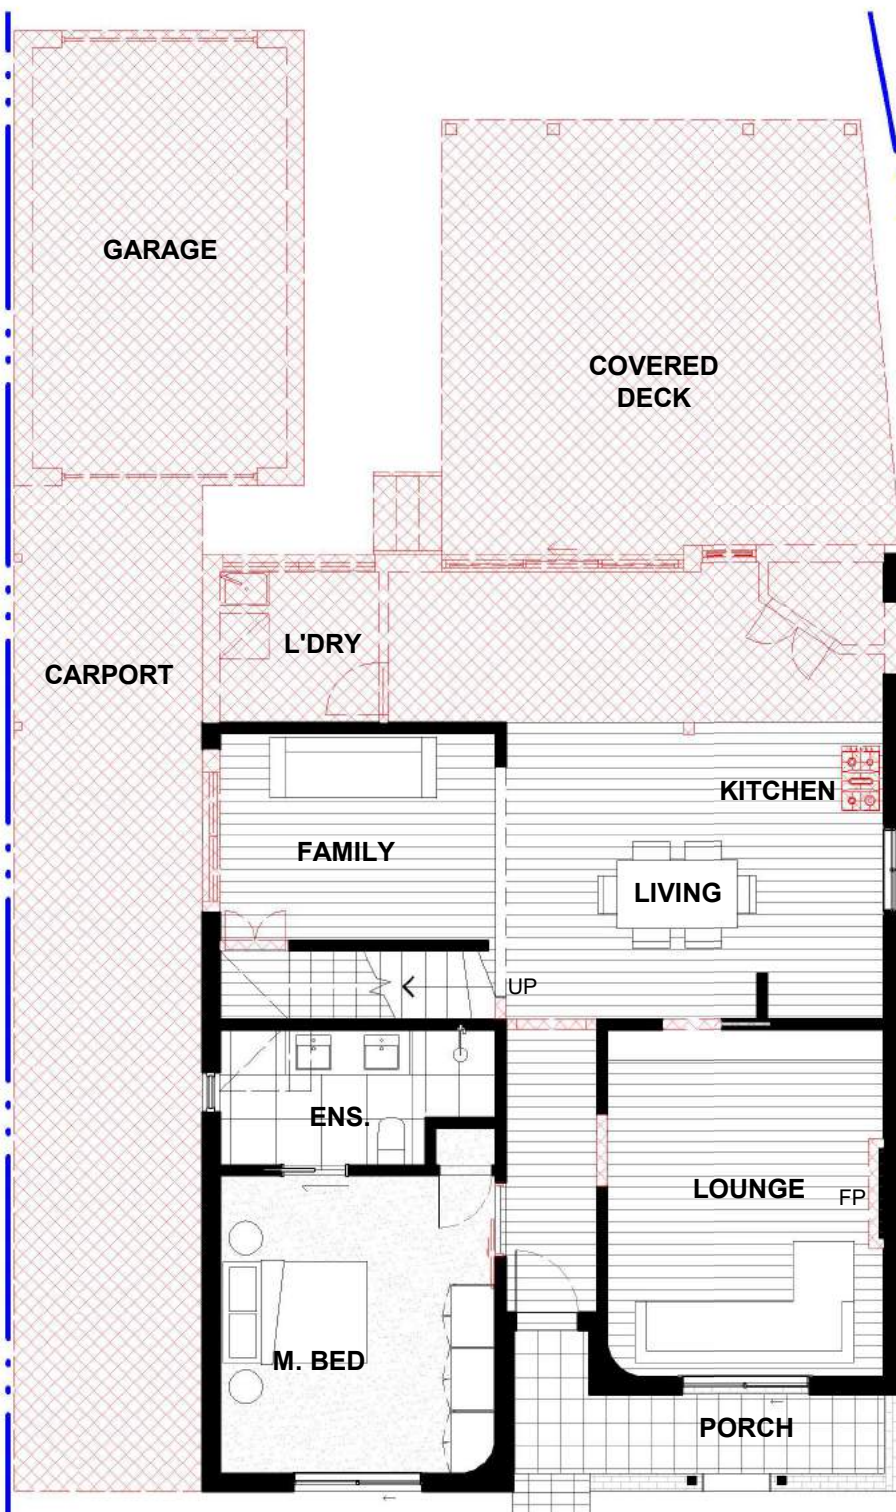 GARAGE
COVERED
DECK
L'DRY
CARPORT
KITCHEN
FAMILY
LIVING
UP
ENS.
LOUNGE
FP
M. BED
PORCH